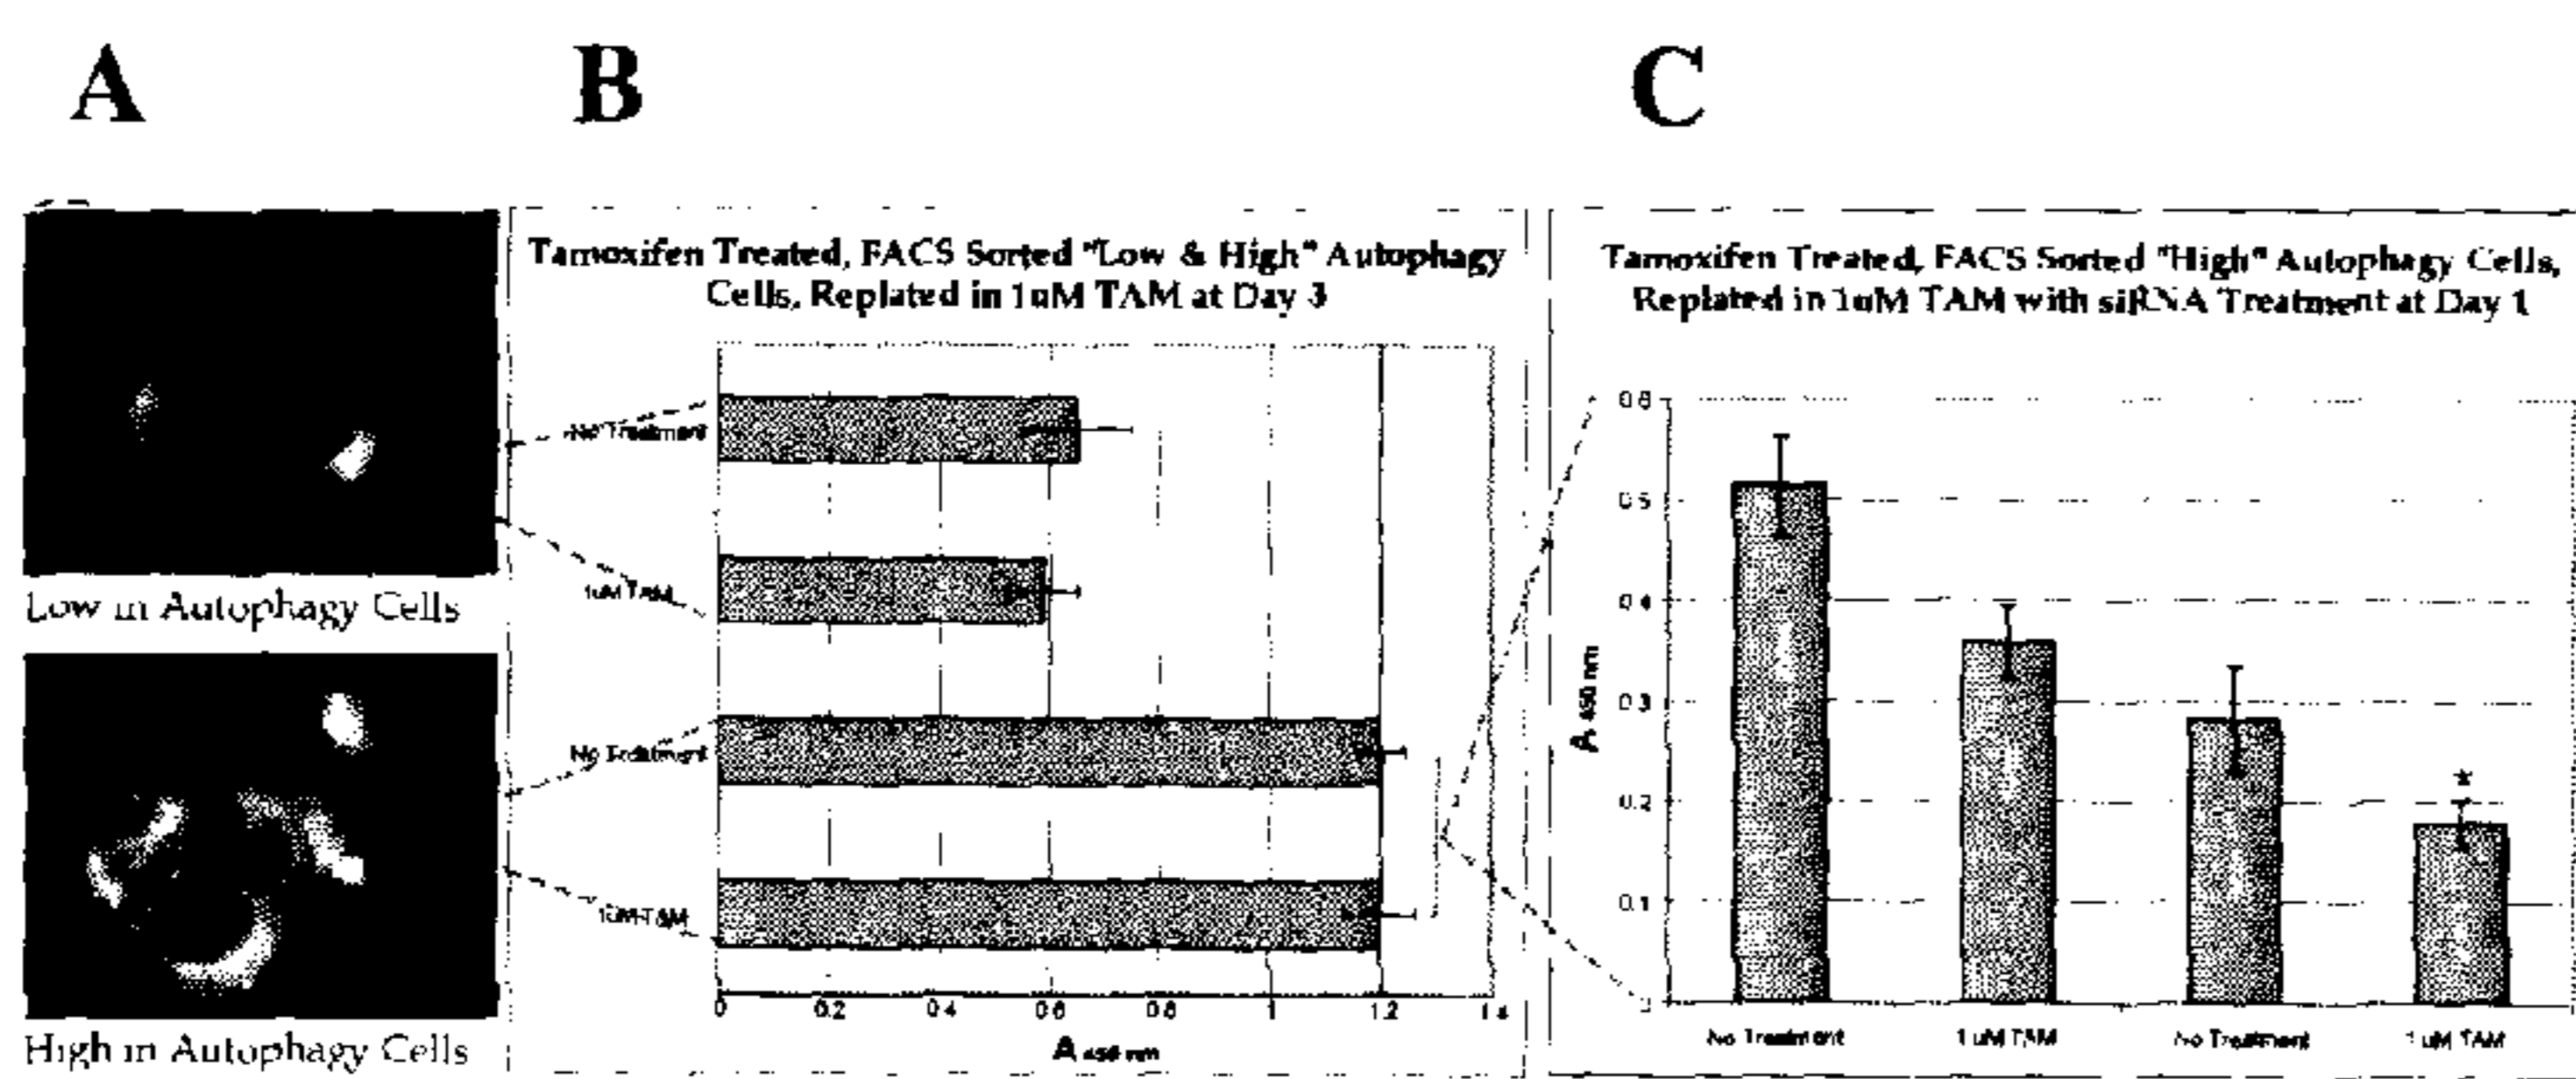 A
B
C
Tamoxifen Treated, FACS Sorted "Low & High" Autophagy
Cells, Replated in 1uM TAM at Day 3
Tamoxifen Treated, FACS Sorted "High" Autophagy Cells,
Replated in 1uM TAM with siRNA Treatment at Day 1
Low in Autophagy Cells
High in Autophagy Cells
No Treatment
1uM TAM
No Treatment
1uM TAM
0 0.2 0.4 0.6 0.8 1 1.2 1.4
A 450 nm
0.5
0.4
0.3
0.2
0.1
A 450 nm
No Treatment 1 uM TAM No Treatment 1 uM TAM
*